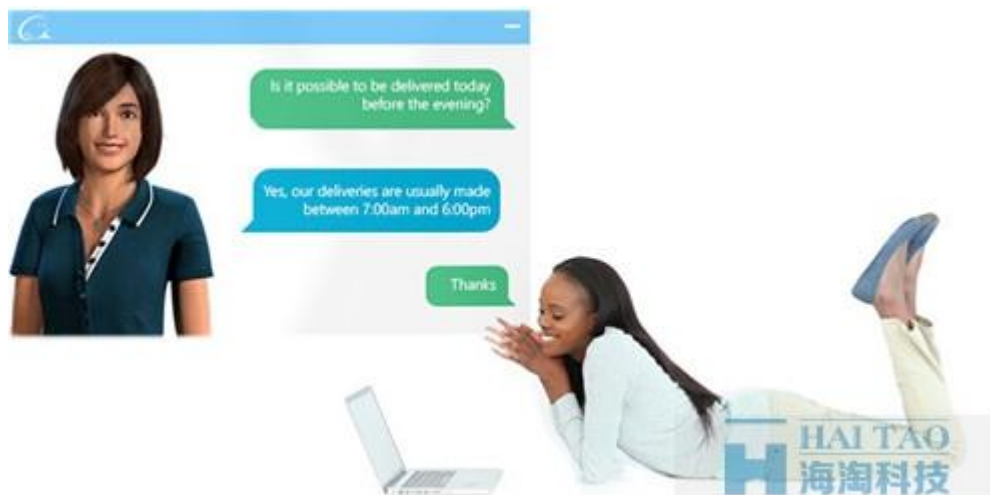 Is it possible to be delivered today
before the evening?
Yes, our deliveries are usually made
between 7:00am and 6:00pm
Thanks
HAI TAO
海淘科技